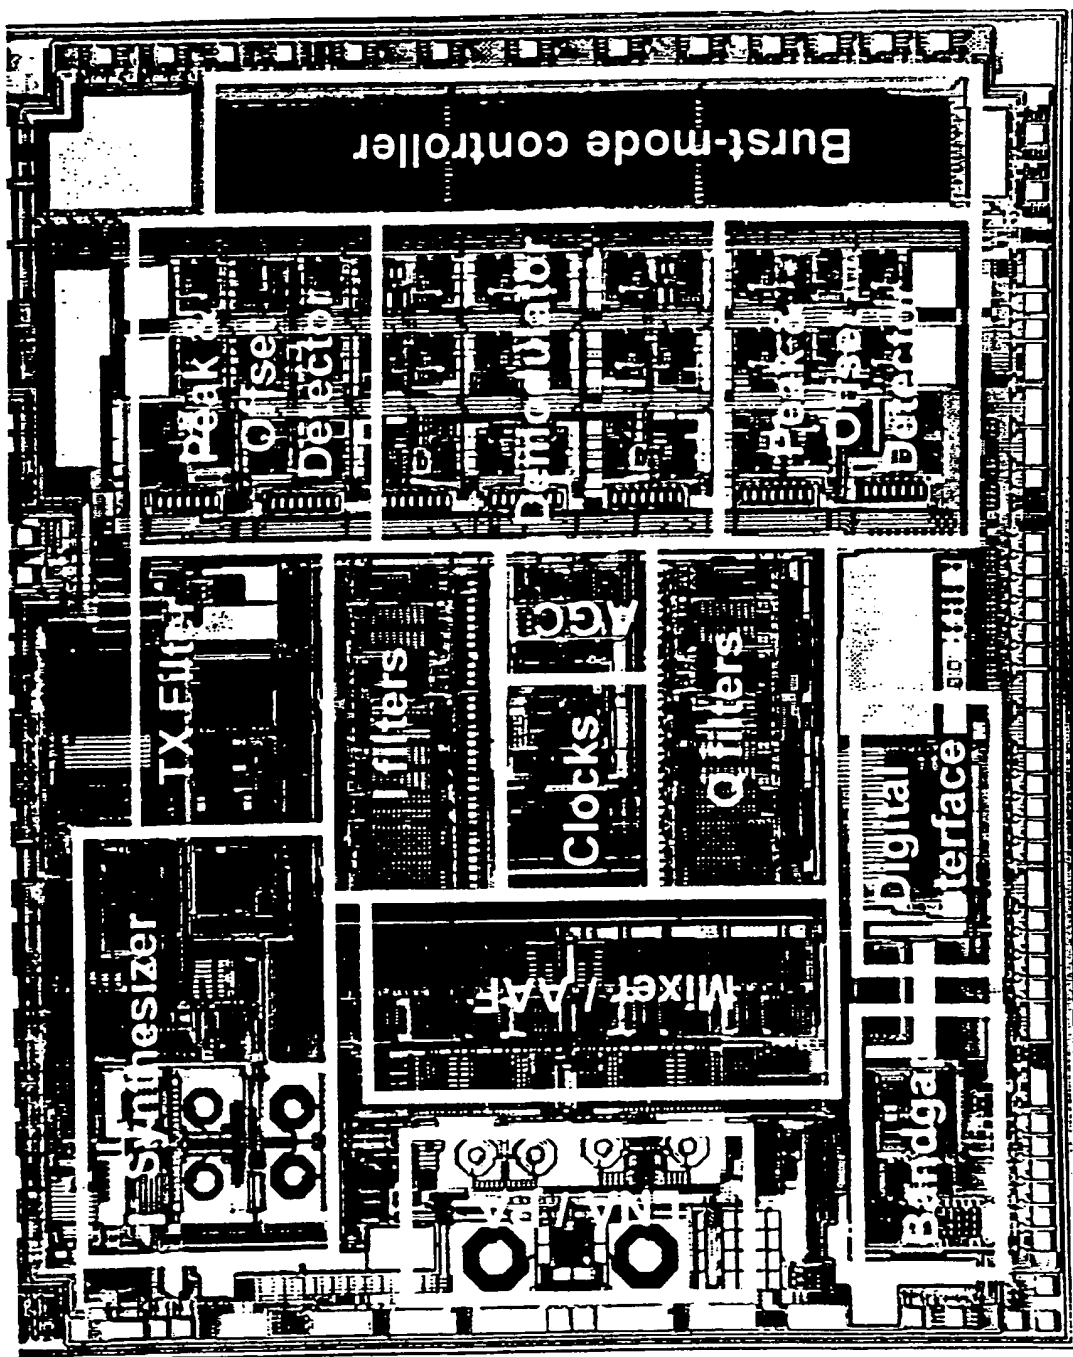 Burst-mode controller
Peak &
Offset
Detector
Demodulator
Peak &
Offset
Detector
TX Filter
I filters
AGC
Clocks
Q filters
Digital
Interface
Synthesizer
Mixer / AAF
LNA / PA
Bandgap